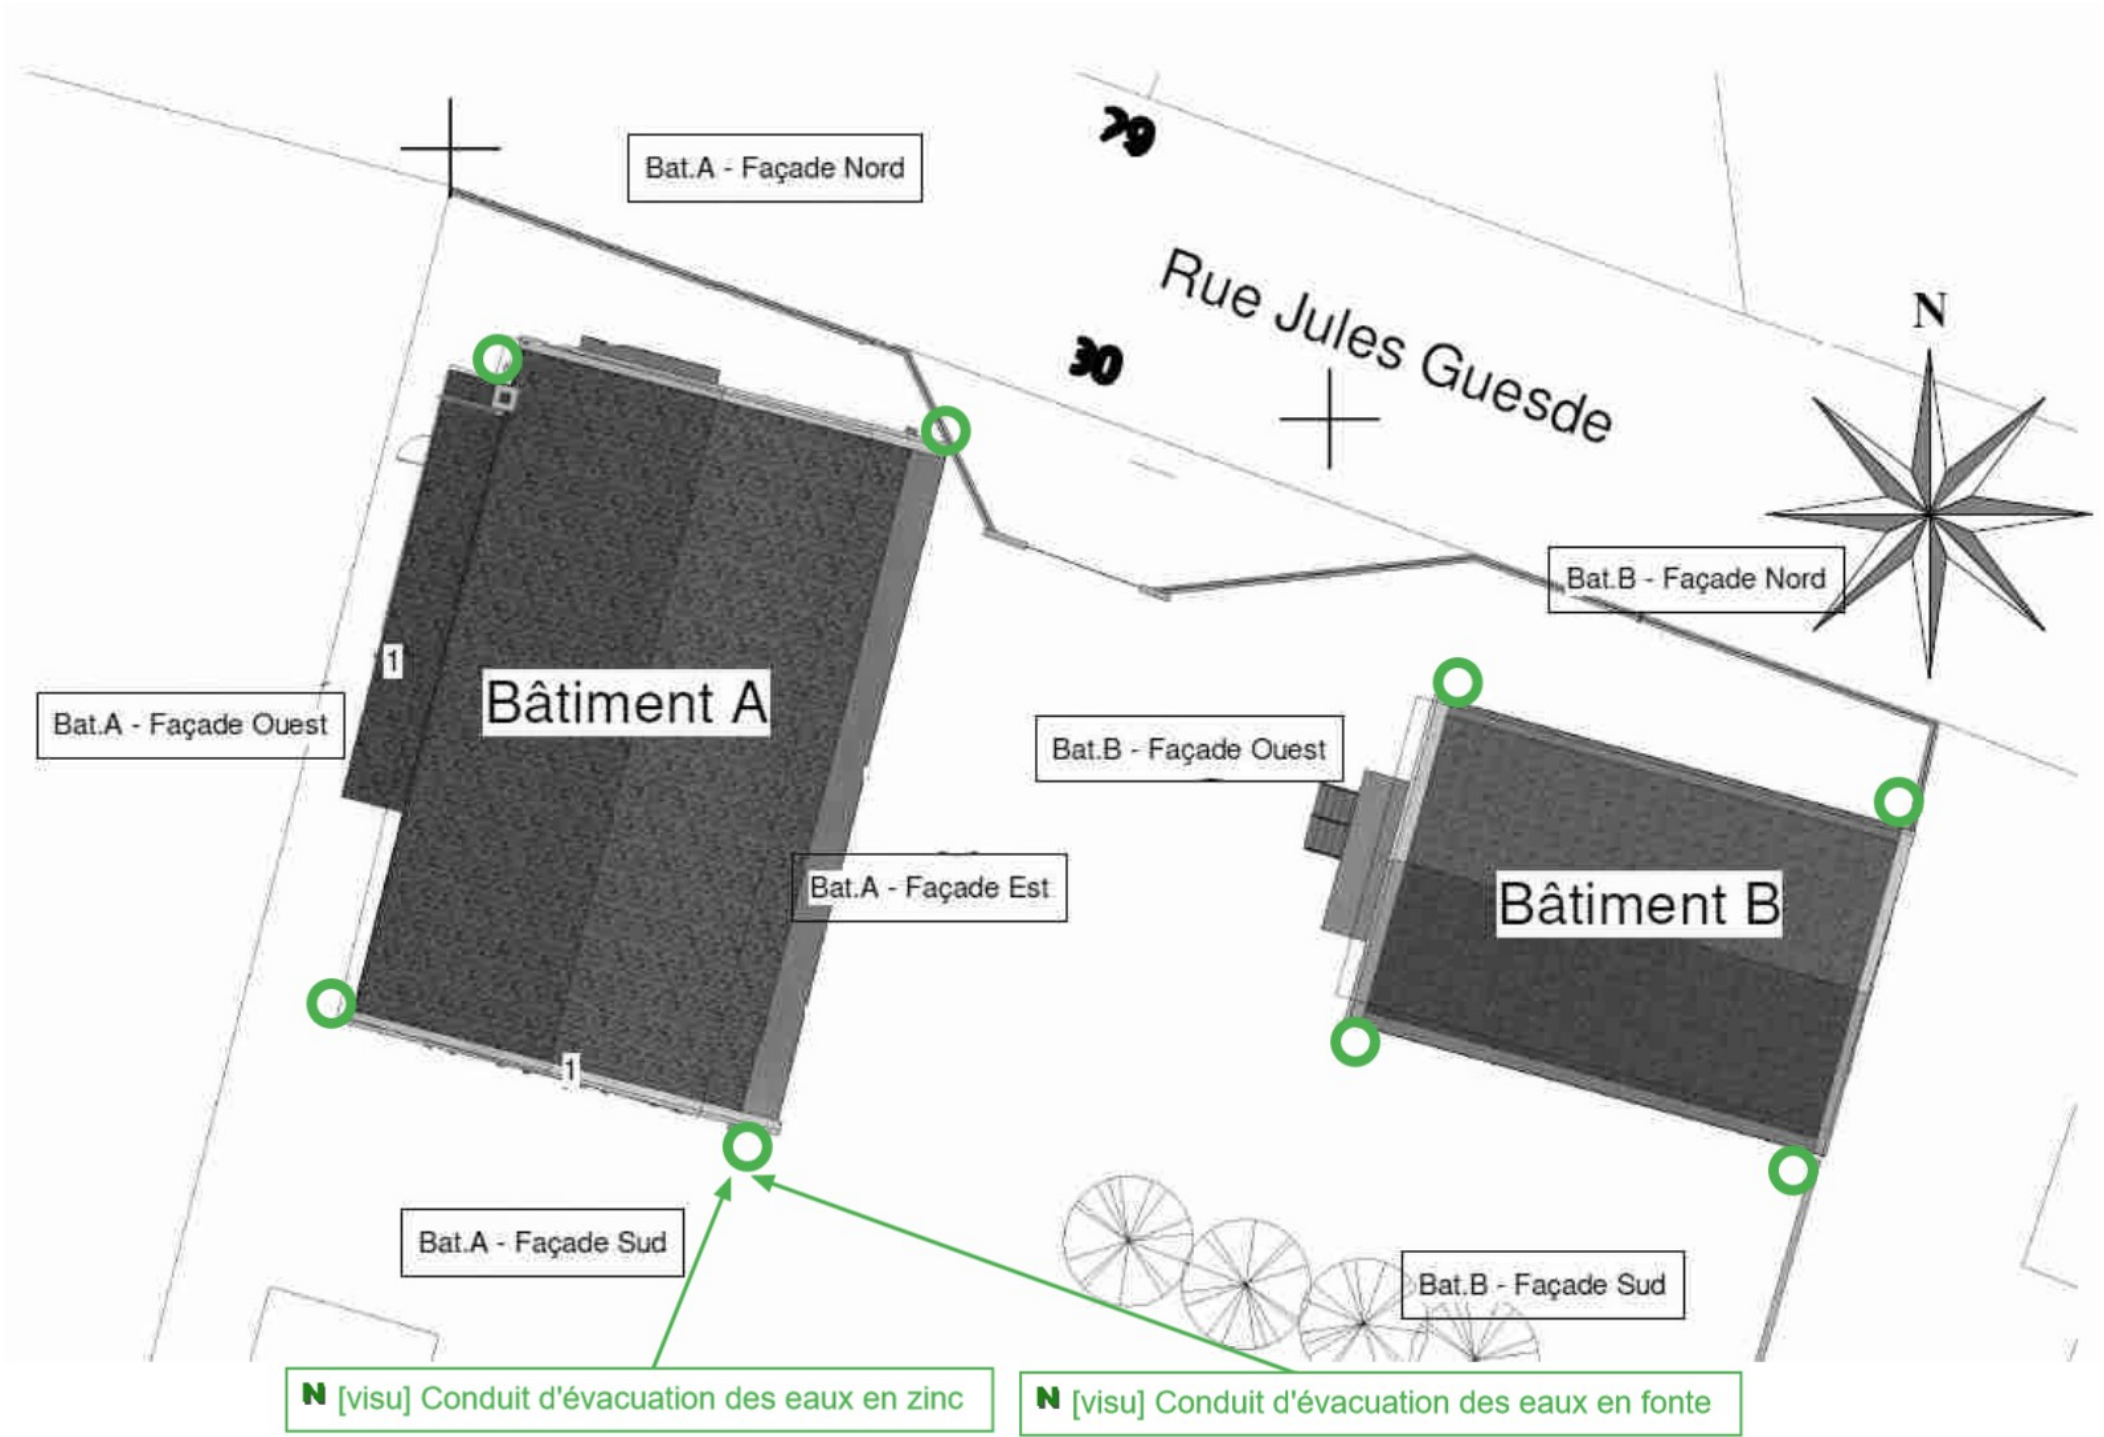 79
Bat.A - Façade Nord
Rue Jules Guesde
N
30
Bat.B - Façade Nord
1
Bâtiment A
Bat.A - Façade Ouest
Bat.B - Façade Ouest
Bat.A - Façade Est
Bâtiment B
1
Bat.A - Façade Sud
Bat.B - Façade Sud
N [visu] Conduit d'évacuation des eaux en zinc
N [visu] Conduit d'évacuation des eaux en fonte